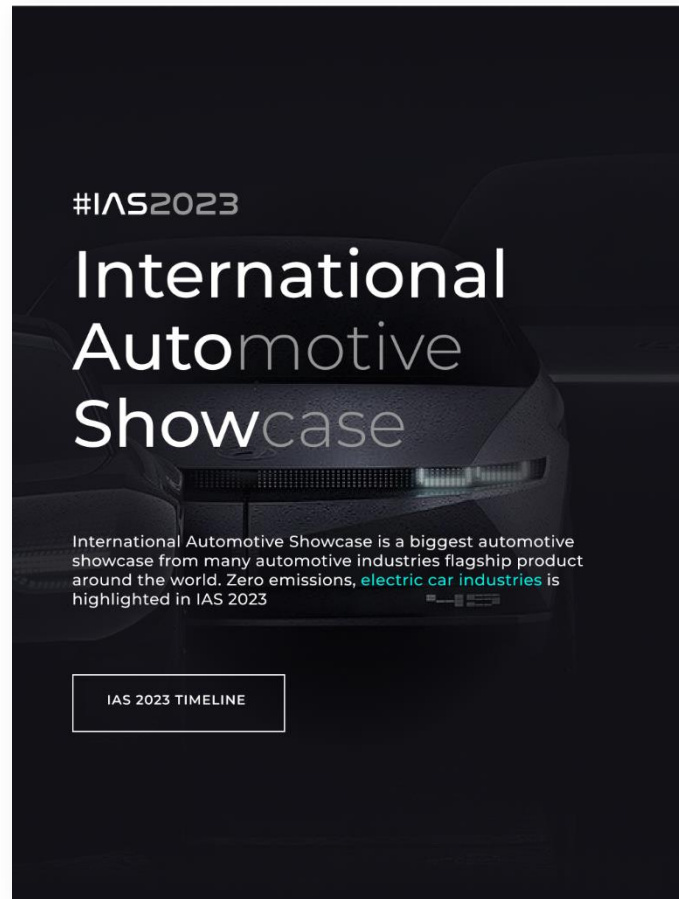 #IAS2023
International
Automotive
Showcase
International Automotive Showcase is a biggest automotive
showcase from many automotive industries flagship product
around the world. Zero emissions, electric car industries is
highlighted in IAS 2023
45
IAS 2023 TIMELINE